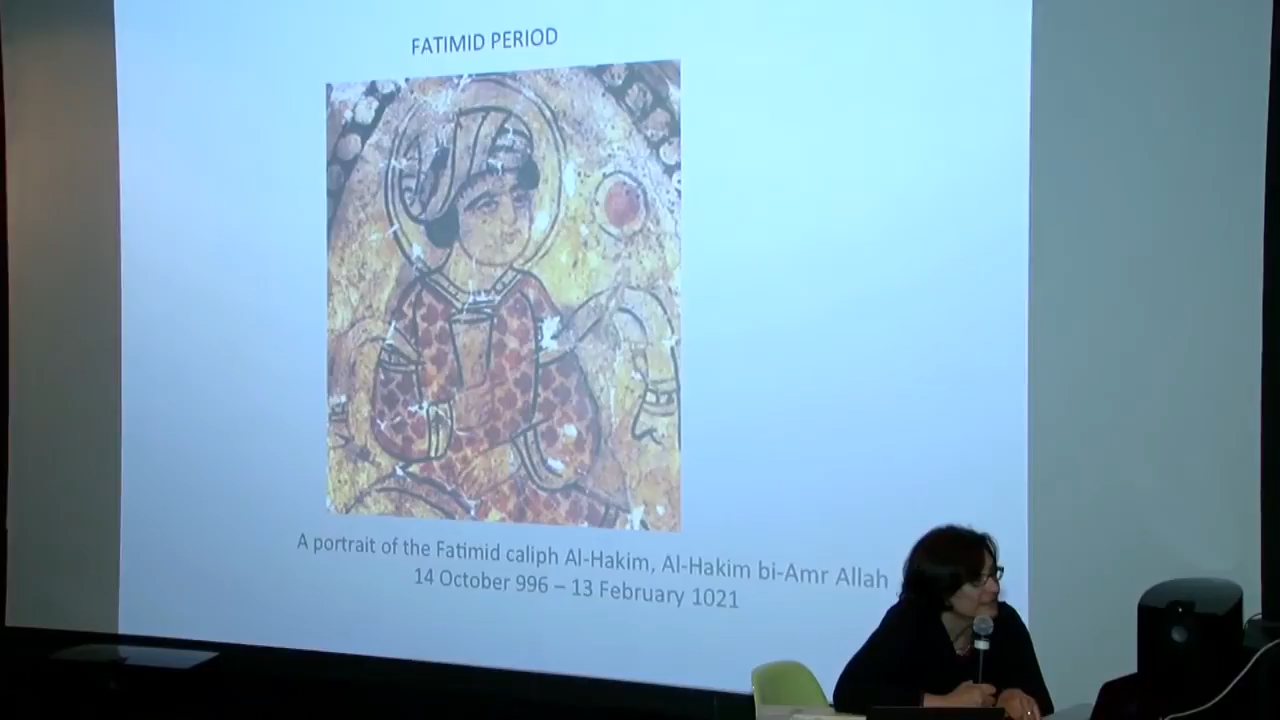 FATIMID PERIOD
A portrait of the Fatimid caliph Al-Hakim, Al-Hakim bi-Amr Allah
14 October 996 – 13 February 1021